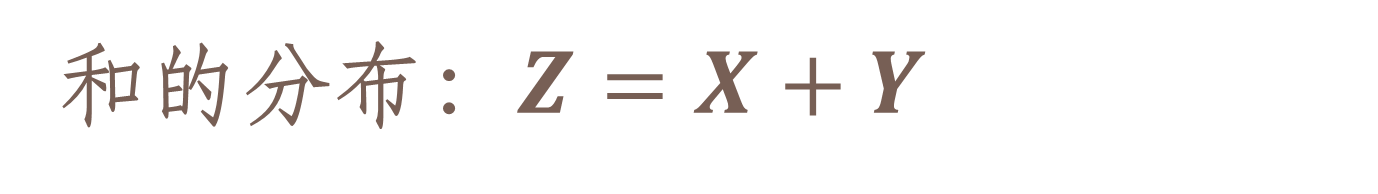 和的分布：Z = X + Y